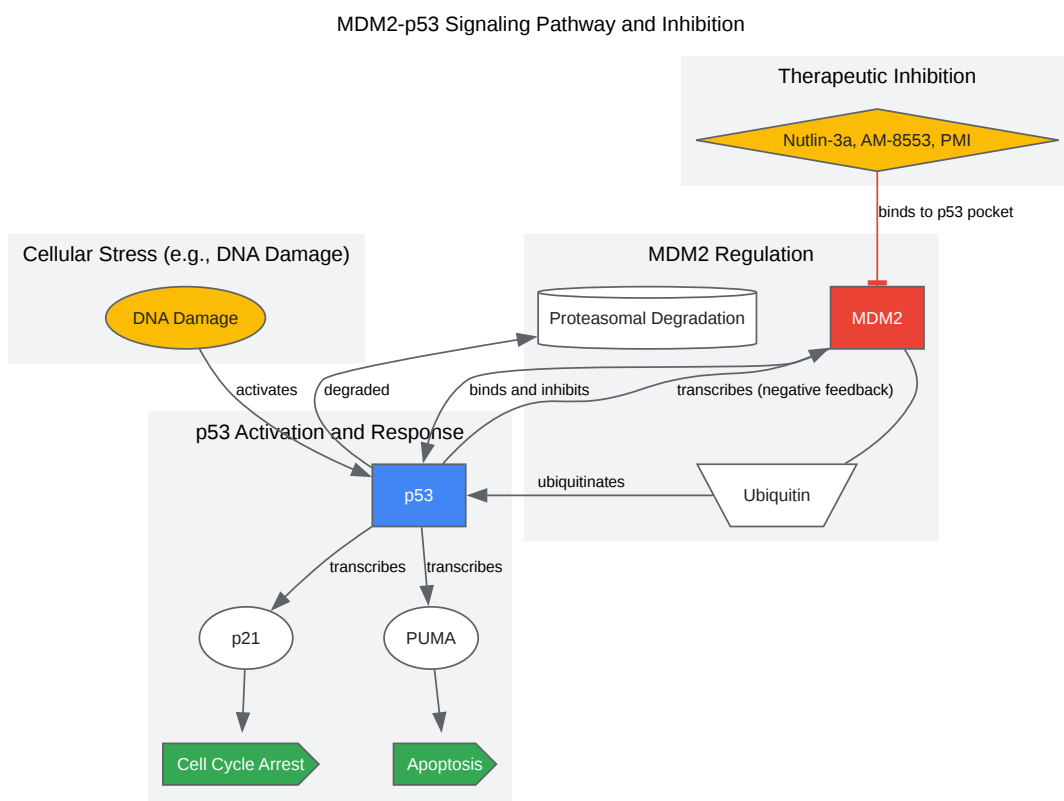 MDM2-p53 Signaling Pathway and Inhibition
Therapeutic Inhibition
Nutlin-3a, AM-8553, PMI
binds to p53 pocket
Cellular Stress (e.g., DNA Damage)
MDM2 Regulation
DNA Damage
Proteasomal Degradation
MDM2
activates
degraded
binds and inhibits
transcribes (negative feedback)
p53 Activation and Response
p53
ubiquitinates
Ubiquitin
transcribes
transcribes
p21
PUMA
Cell Cycle Arrest
Apoptosis